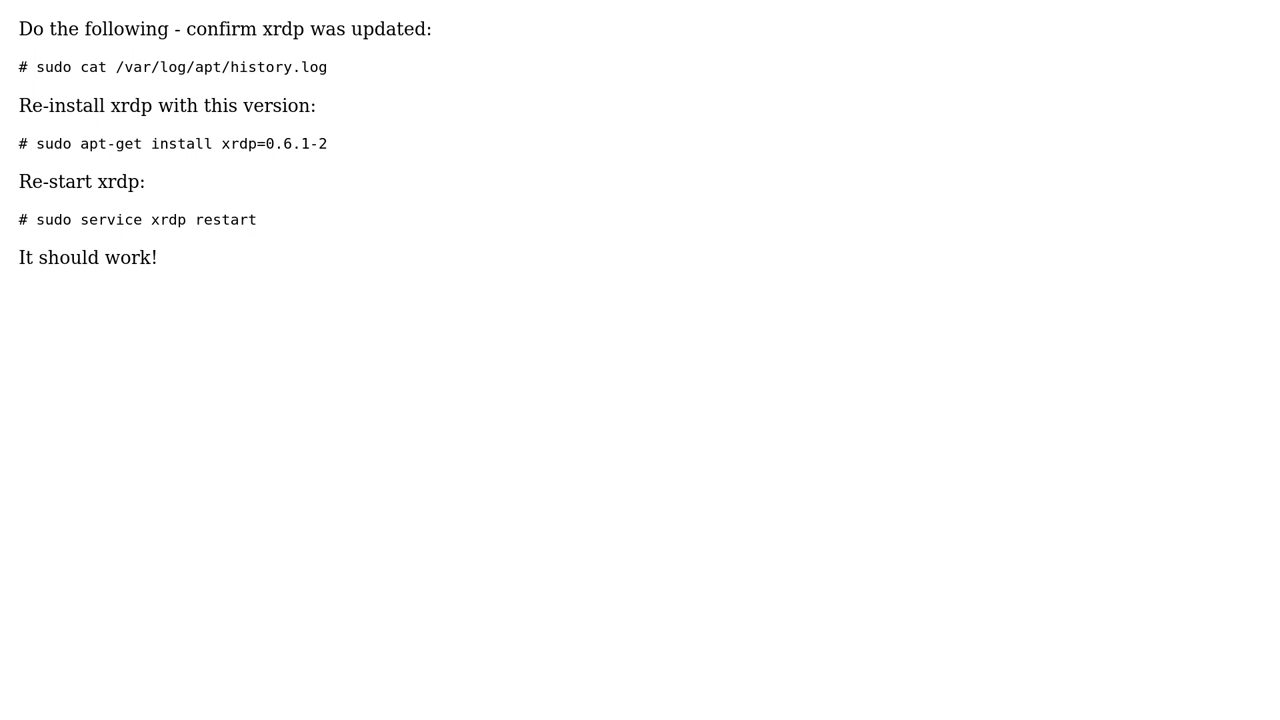 Do the following - confirm xrdp was updated:
# sudo cat /var/log/apt/history.log
Re-install xrdp with this version:
# sudo apt-get install xrdp=0.6.1-2
Re-start xrdp:
# sudo service xrdp restart
It should work!